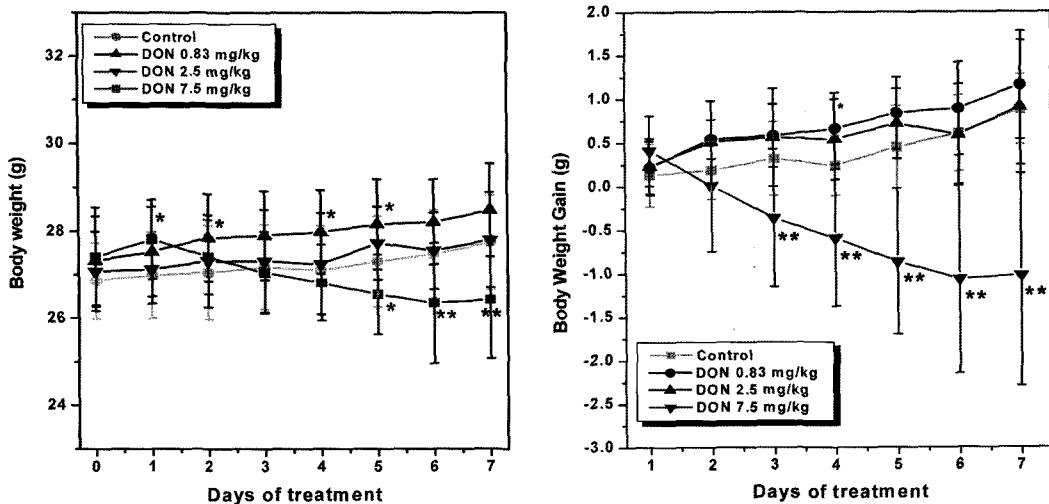 Body weight (g)
33
32
30
28
26
24
23
Control
DON 0.83 mg/kg
DON 2.5 mg/kg
DON 7.5 mg/kg
*
*
*
*
*
**
**
0 1 2 3 4 5 6 7
Days of treatment
Body Weight Gain (g)
2.0
1.5
1.0
0.5
0.0
-0.5
-1.0
-1.5
-2.0
-2.5
-3.0
*
**
**
**
**
**
Control
DON 0.83 mg/kg
DON 2.5 mg/kg
DON 7.5 mg/kg
1 2 3 4 5 6 7
Days of treatment